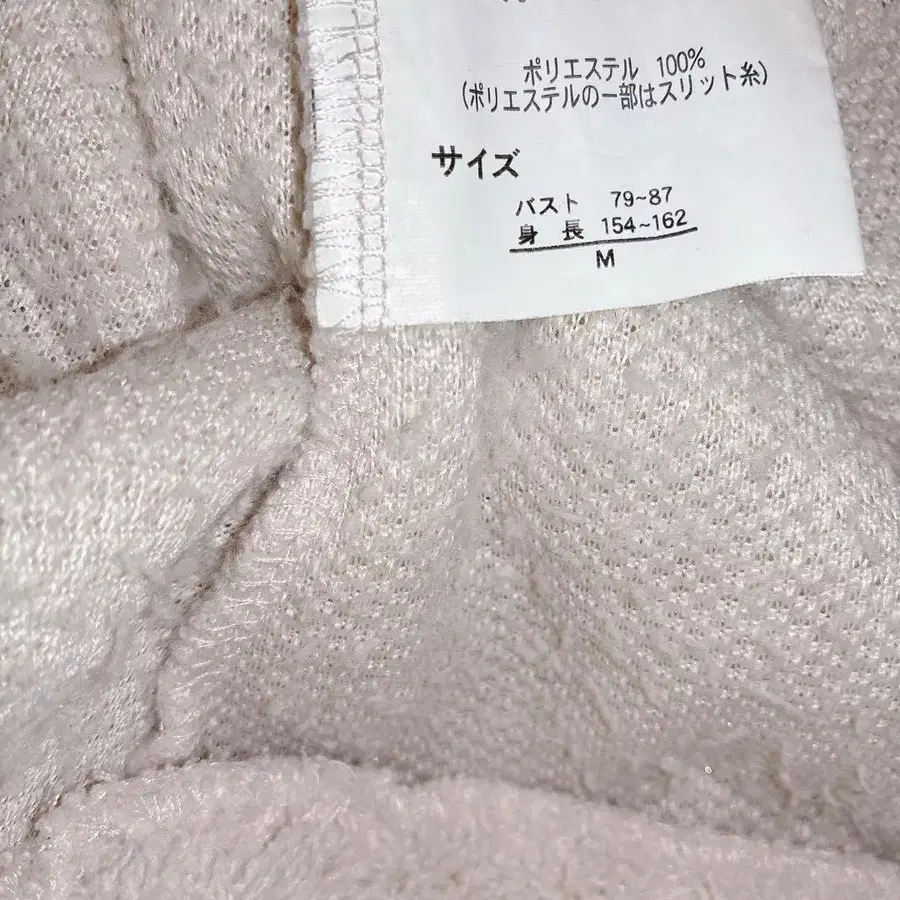 ポリエステル 100%
(ポリエステルの一部はスリット糸)
サイズ
バスト 79~87
身長 154~162
M